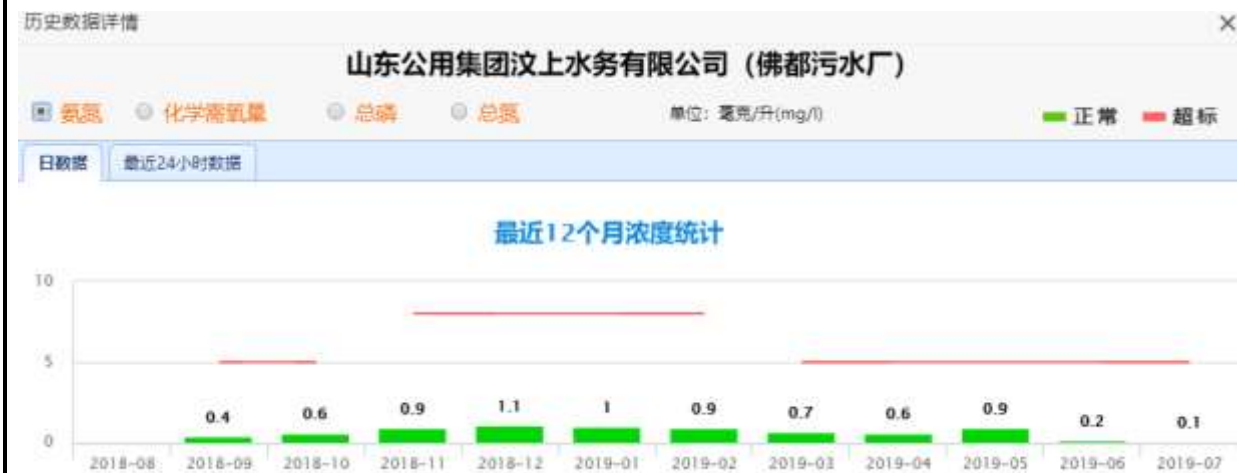 历史数据详情
山东公用集团汶上水务有限公司（佛都污水厂）
氨氮 化学需氧量 总磷 总氮 单位：毫克/升(mg/l) 正常 超标
日数据 最近24小时数据
最近12个月浓度统计
10
5
0.4 0.6 0.9 1.1 1 0.9 0.7 0.6 0.9 0.2 0.1
0
2018-08 2018-09 2018-10 2018-11 2018-12 2019-01 2019-02 2019-03 2019-04 2019-05 2019-06 2019-07